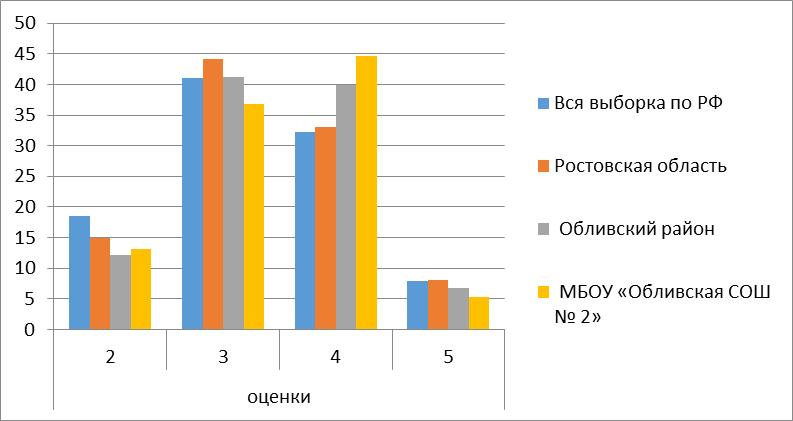 50
45
40
35
30
25
20
15
10
5
0
2 3 4 5
оценки
Вся выборка по РФ
Ростовская область
Обливский район
МБОУ «Обливская СОШ
№ 2»